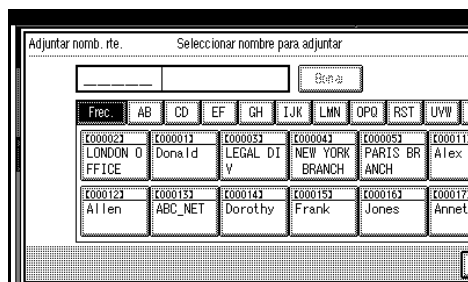 Adjuntar nomb. rte. Seleccionar nombre para adjuntar
Borrar
Frec. AB CD EF GH IJK LMN OPQ RST UVW
[00002] [00001] [00003] [00004] [00005] [00011]
LONDON O Donald LEGAL DI NEW YORK PARIS BR Alex
FFICE V BRANCH ANCH
[00012] [00013] [00014] [00015] [00016] [00017]
Allen ABC_NET Dorothy Frank Jones Annet